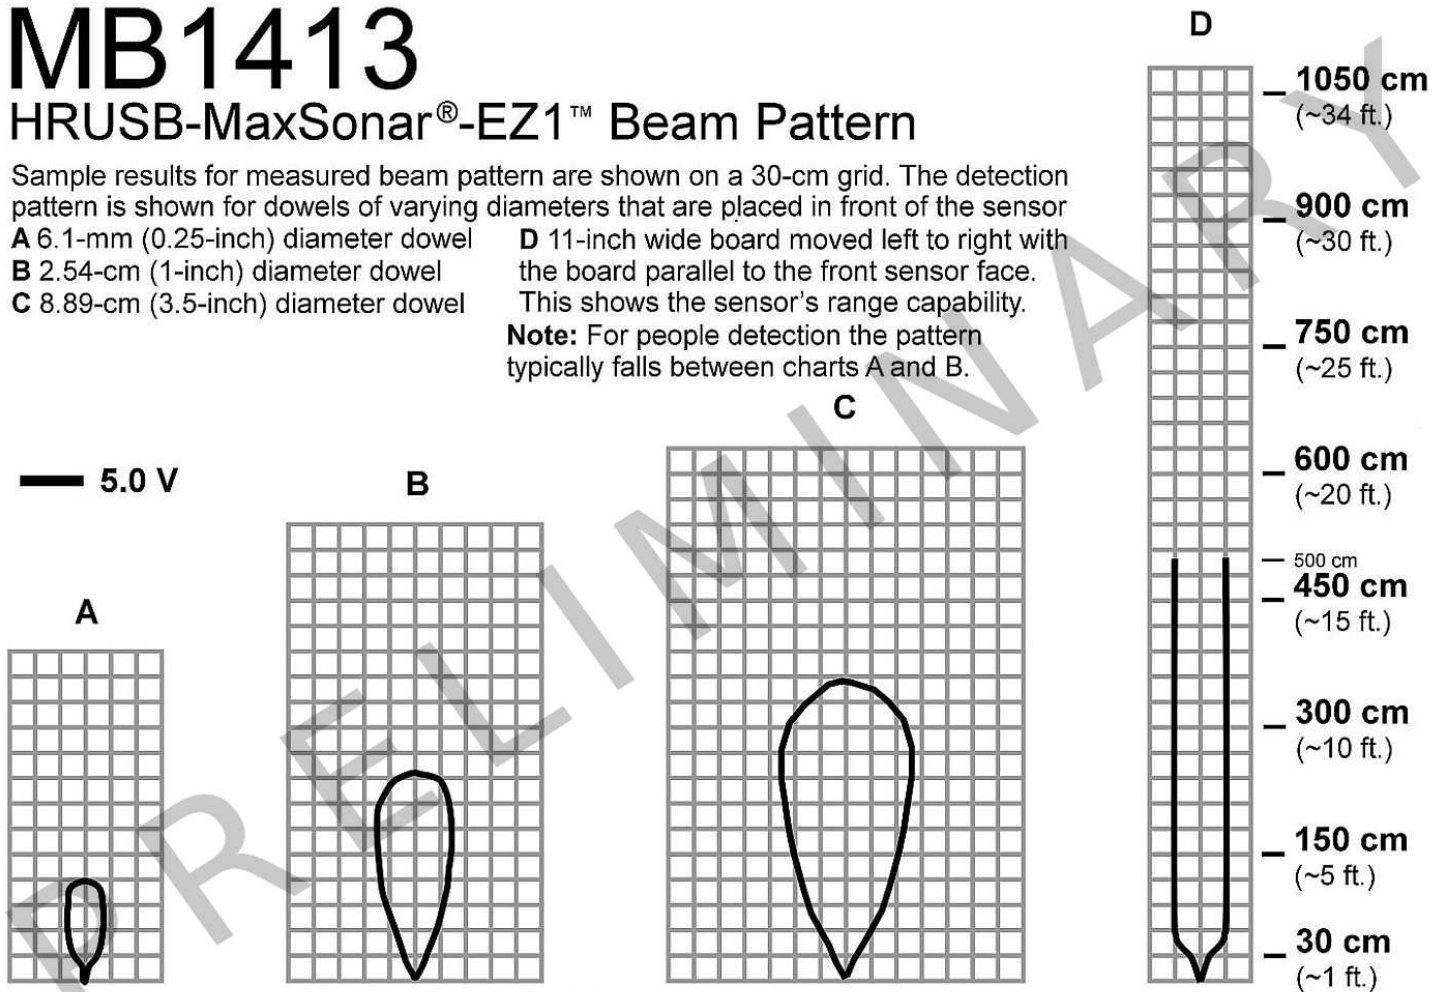 MB1413
HRUSB-MaxSonar®-EZ1™ Beam Pattern
Sample results for measured beam pattern are shown on a 30-cm grid. The detection
pattern is shown for dowels of varying diameters that are placed in front of the sensor
A 6.1-mm (0.25-inch) diameter dowel
B 2.54-cm (1-inch) diameter dowel
C 8.89-cm (3.5-inch) diameter dowel
D 11-inch wide board moved left to right with
the board parallel to the front sensor face.
This shows the sensor's range capability.
Note: For people detection the pattern
typically falls between charts A and B.
5.0 V
A
B
C
D
1050 cm
(~34 ft.)
900 cm
(~30 ft.)
750 cm
(~25 ft.)
600 cm
(~20 ft.)
500 cm
450 cm
(~15 ft.)
300 cm
(~10 ft.)
150 cm
(~5 ft.)
30 cm
(~1 ft.)
PRELIMINARY